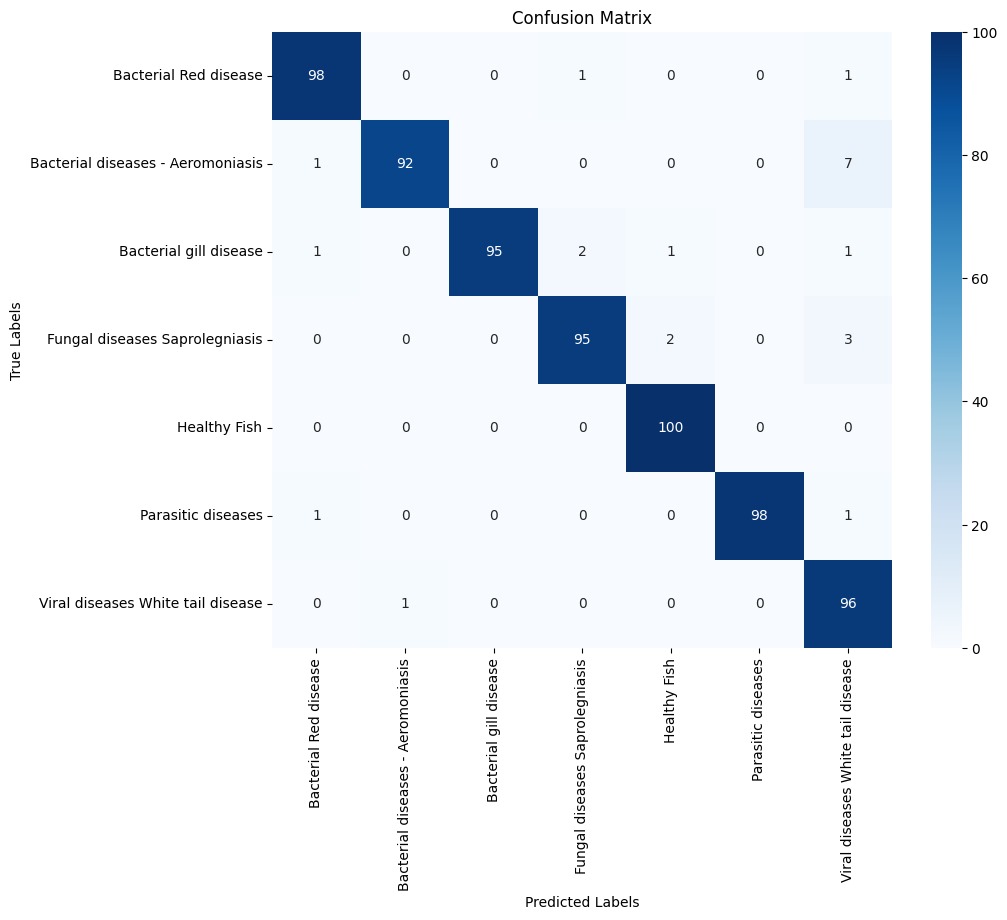 Confusion Matrix
Bacterial Red disease 98 0 0 1 0 0 1
Bacterial diseases - Aeromoniasis 1 92 0 0 0 0 7
Bacterial gill disease 1 0 95 2 1 0 1
Fungal diseases Saprolegniasis 0 0 0 95 2 0 3
Healthy Fish 0 0 0 0 100 0 0
Parasitic diseases 1 0 0 0 0 98 1
Viral diseases White tail disease 0 1 0 0 0 0 96
True Labels
Bacterial Red disease
Bacterial diseases - Aeromoniasis
Bacterial gill disease
Fungal diseases Saprolegniasis
Healthy Fish
Parasitic diseases
Viral diseases White tail disease
Predicted Labels
100
80
60
40
20
0